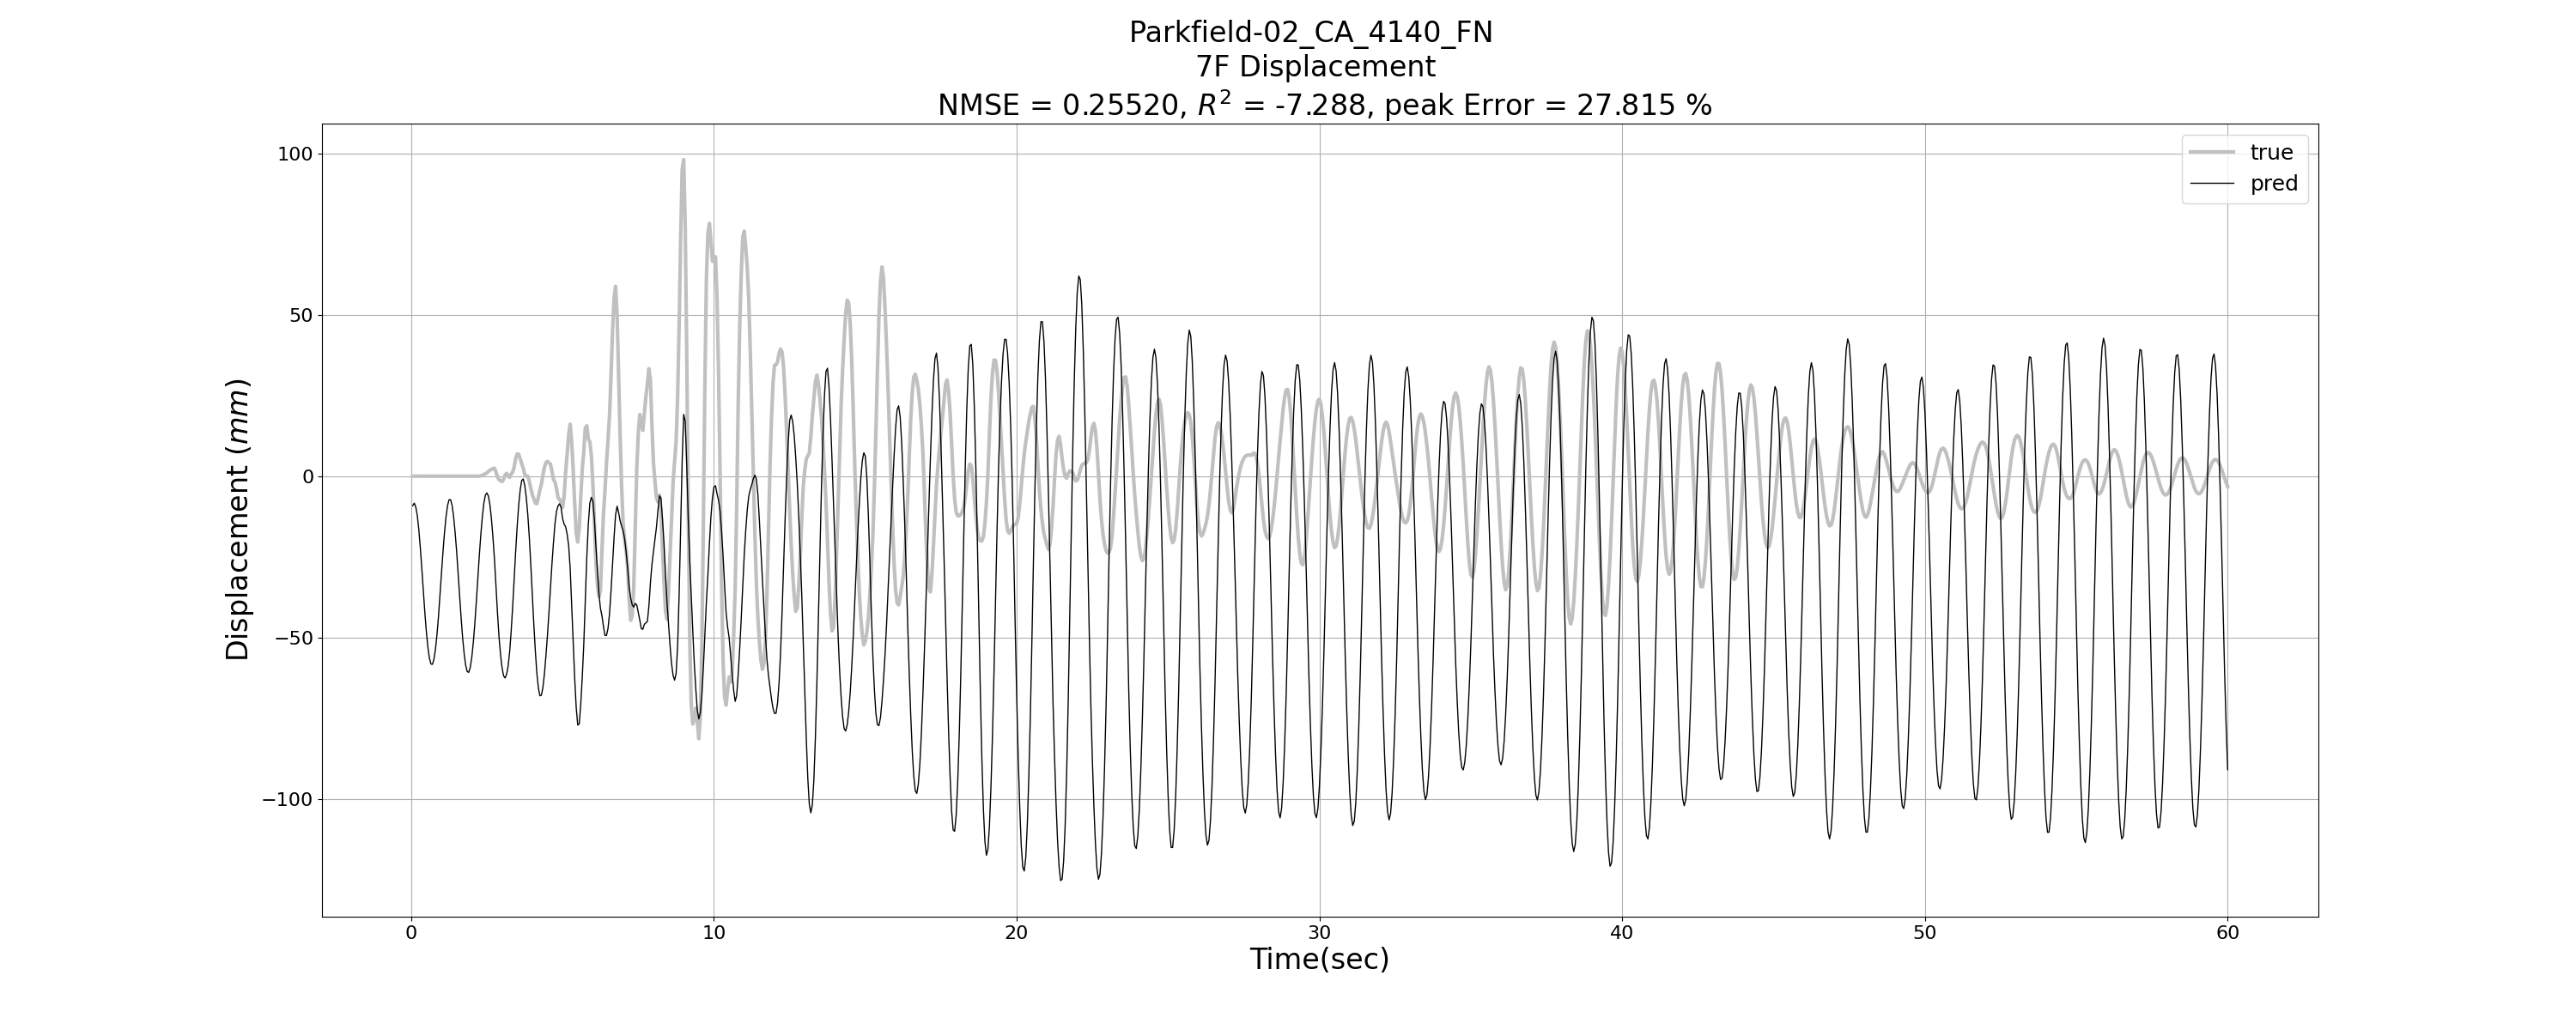 Parkfield-02_CA_4140_FN
7F Displacement
NMSE = 0.25520, R² = -7.288, peak Error = 27.815 %
true
pred
Displacement (mm)
100
50
0
−50
−100
0 10 20 30 40 50 60
Time(sec)